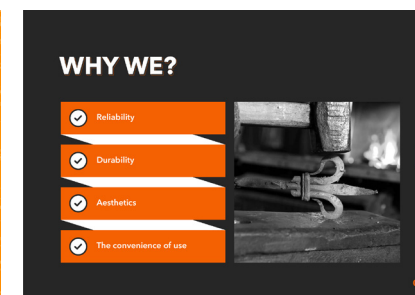 WHY WE?
Reliability
Durability
Aesthetics
The convenience of use